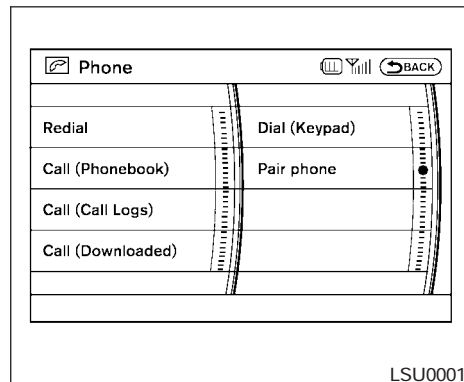 Phone
BACK
Redial
Dial (Keypad)
Call (Phonebook)
Pair phone
Call (Call Logs)
Call (Downloaded)
LSU0001